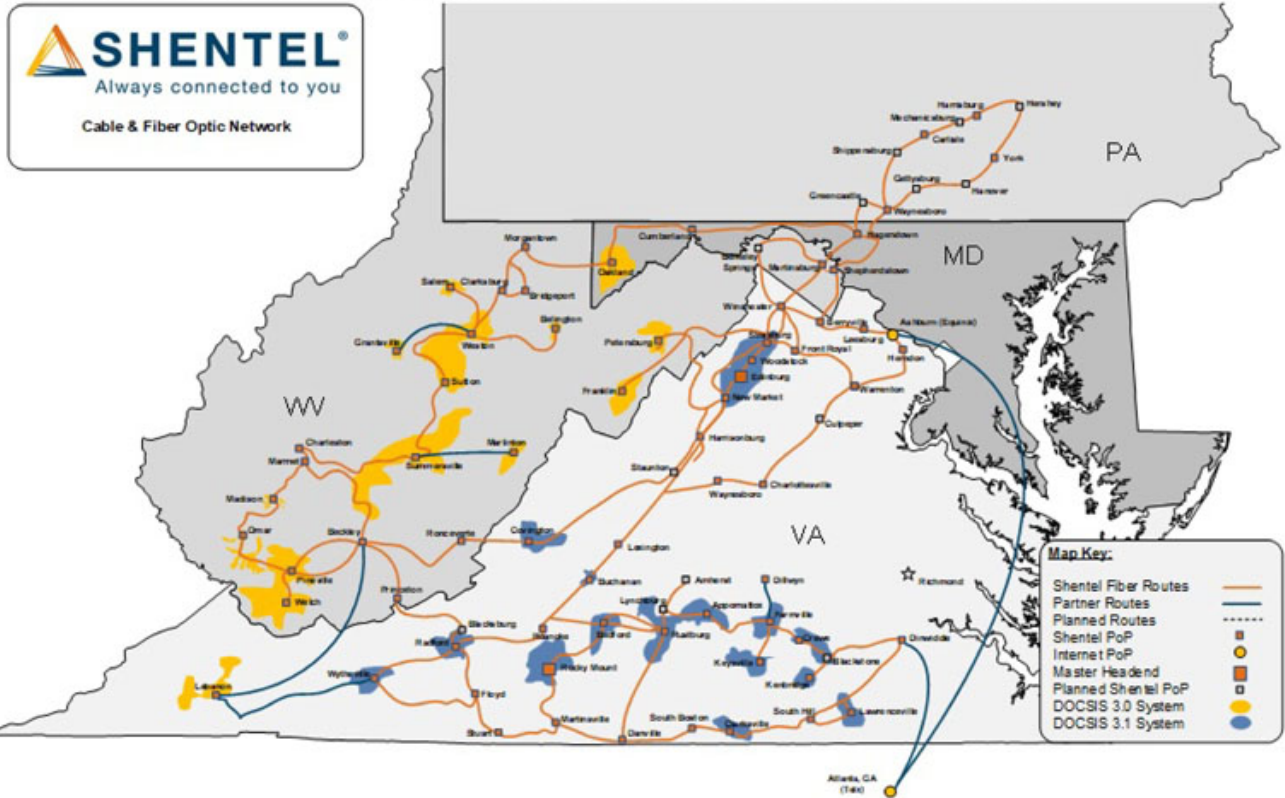 SHENTEL®
Always connected to you
Cable & Fiber Optic Network
Harrisburg
Hershey
Mechanicsburg
Carlisle
Shippensburg
PA
York
Gettysburg
Hanover
Greencastle
Waynesboro
Hagerstown
Cumberland
Morgantown
MD
Oakland
Berkeley
Springs
Martinsburg
Shepherdstown
Salem
Clarksburg
Bridgeport
Winchester
Belington
Berryville
Ashburn (Equinix)
Leesburg
Grantsville
Weston
Petersburg
Strasburg
Front Royal
Herndon
Woodstock
Edinburg
Sutton
Franklin
Warrenton
New Market
WV
Culpeper
Harrisonburg
Charleston
Marlinton
Marmet
Summersville
Staunton
Waynesboro
Charlottesville
Madison
Omar
Beckley
Ronceverte
Covington
VA
Lexington
Map Key:
Pineville
Buchanan
Amherst
Dillwyn
Richmond
Shentel Fiber Routes
Welch
Princeton
Lynchburg
Appomattox
Partner Routes
Farmville
Planned Routes
Blacksburg
Roanoke
Bedford
Rustburg
Crewe
Dinwiddie
Shentel PoP
Radford
Internet PoP
Wytheville
Rocky Mount
Keysville
Blackstone
Master Headend
Lebanon
Kenbridge
Planned Shentel PoP
Floyd
DOCSIS 3.0 System
Martinsville
South Boston
Clarksville
South Hill
Lawrenceville
DOCSIS 3.1 System
Stuart
Danville
Atlanta, GA
(Telx)